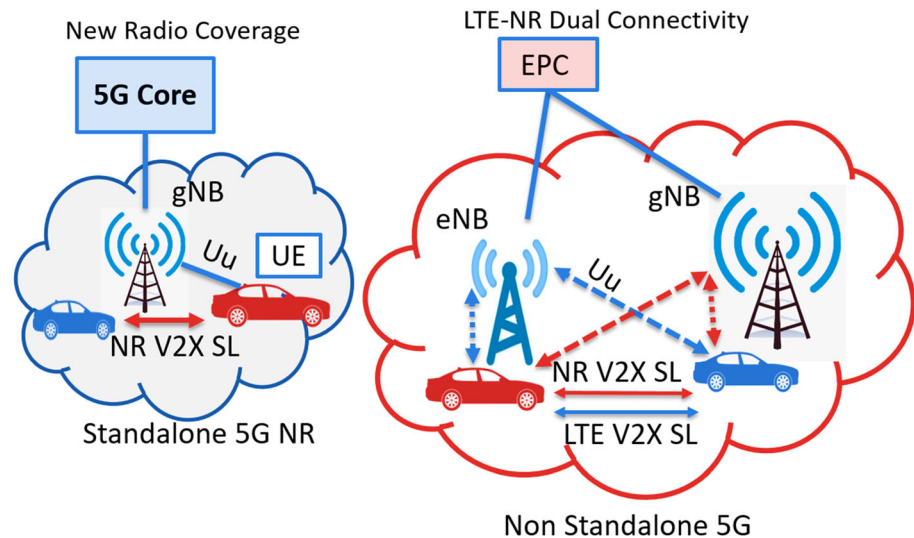 New Radio Coverage
5G Core
gNB
Uu
UE
NR V2X SL
Standalone 5G NR
LTE-NR Dual Connectivity
EPC
gNB
eNB
Uu
NR V2X SL
LTE V2X SL
Non Standalone 5G